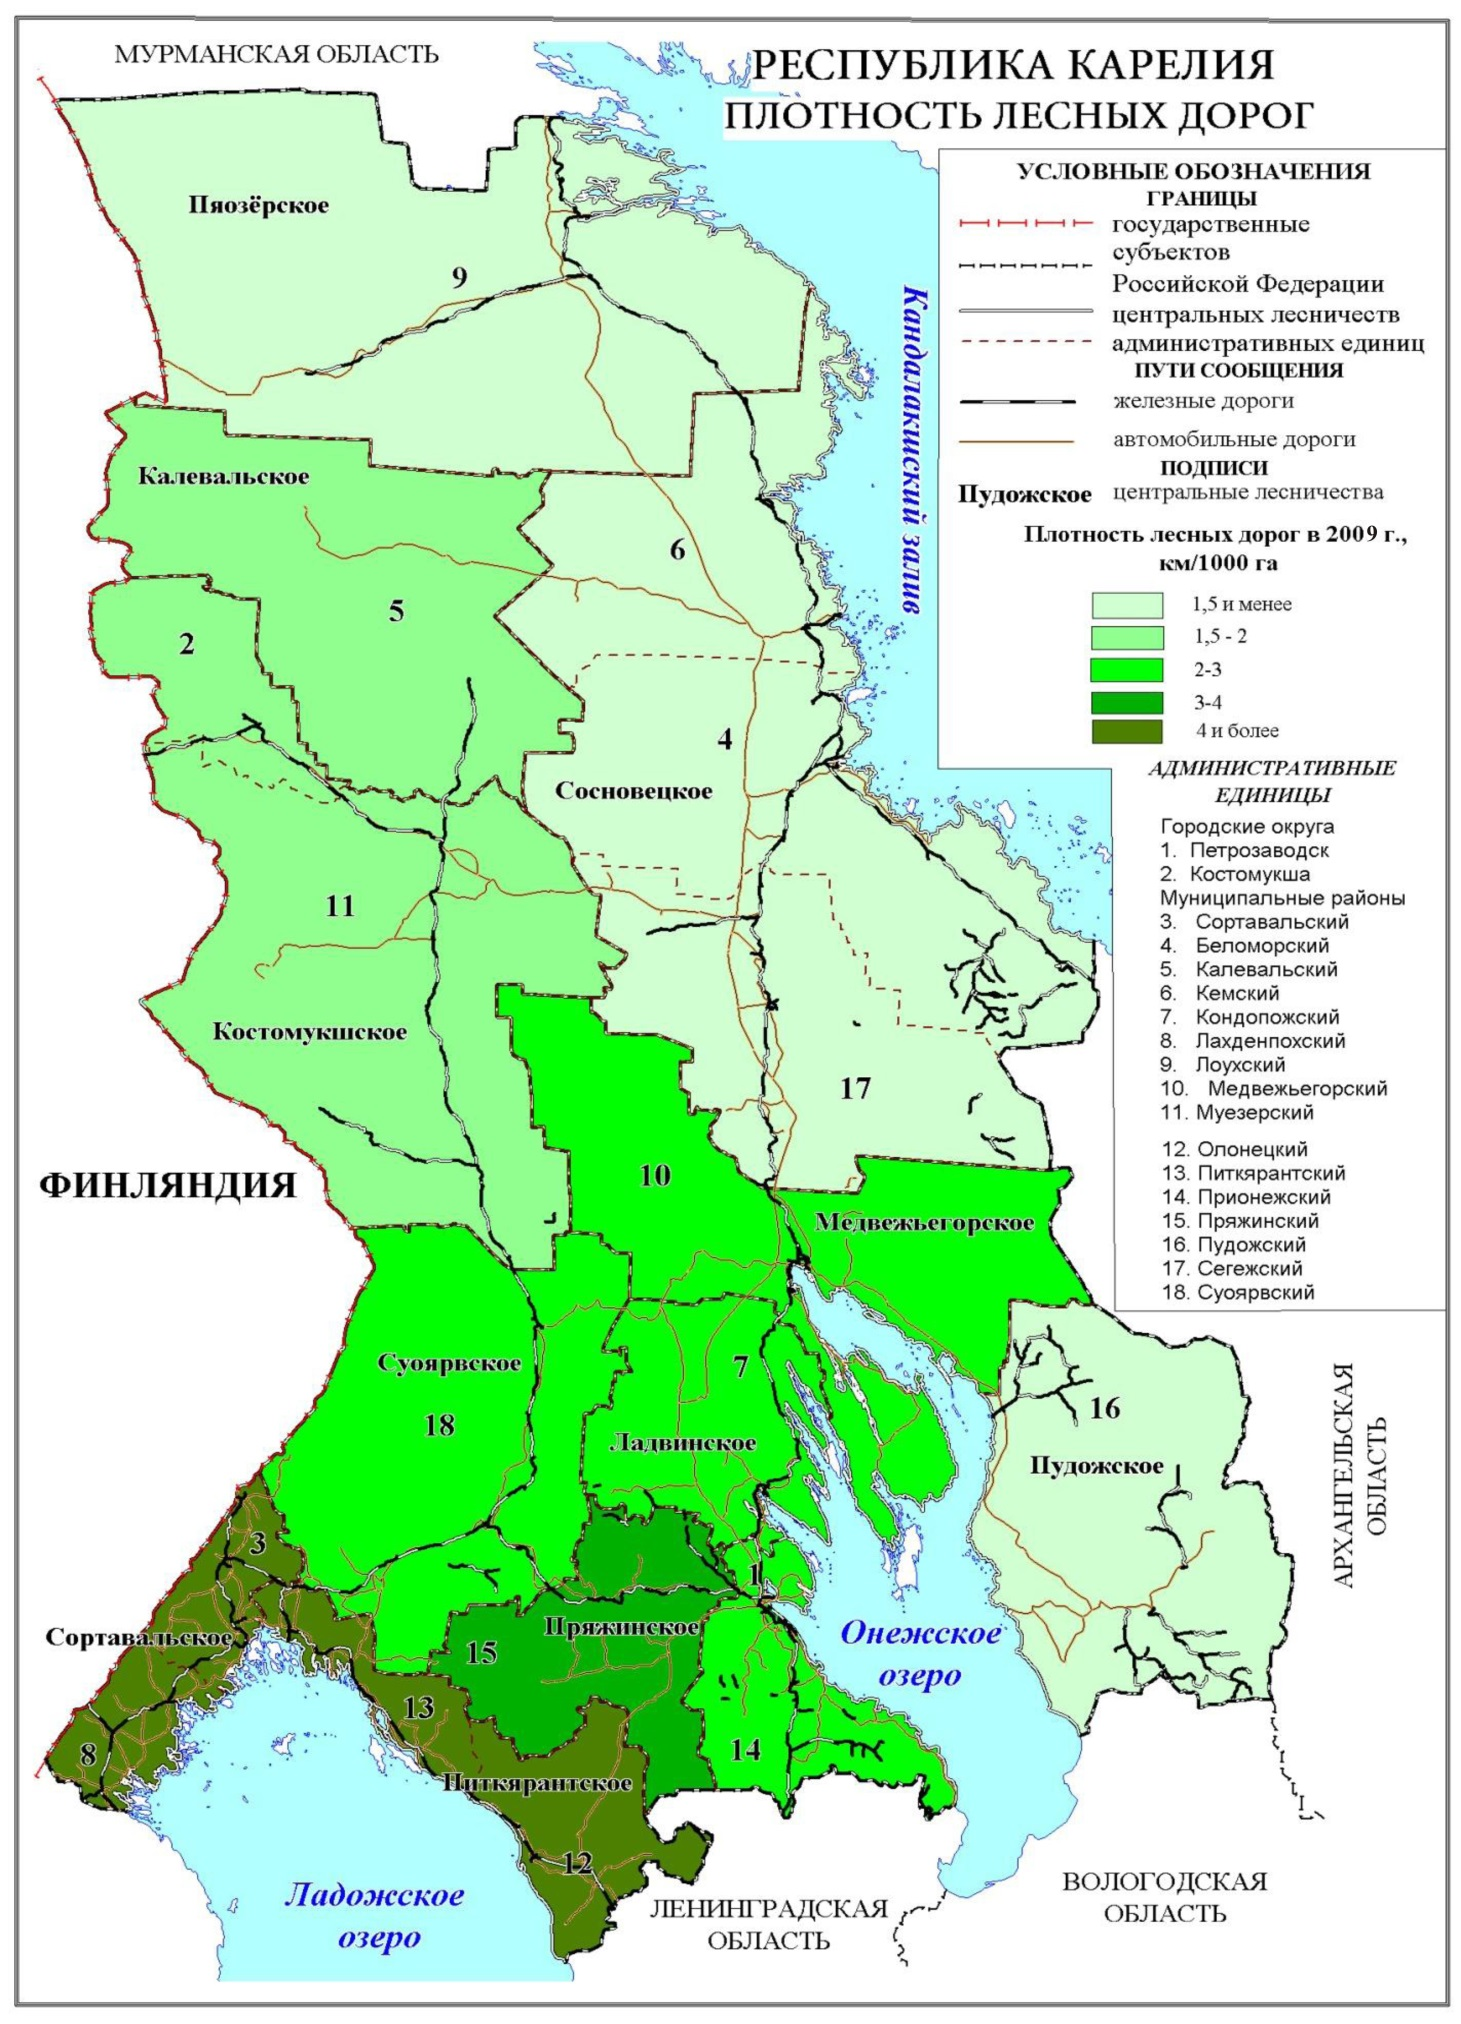 МУРМАНСКАЯ ОБЛАСТЬ
РЕСПУБЛИКА КАРЕЛИЯ
ПЛОТНОСТЬ ЛЕСНЫХ ДОРОГ
УСЛОВНЫЕ ОБОЗНАЧЕНИЯ
ГРАНИЦЫ
государственные
субъектов
Российской Федерации
центральных лесничеств
административных единиц
ПУТИ СООБЩЕНИЯ
железные дороги
автомобильные дороги
ПОДПИСИ
Пудожское центральные лесничества
Плотность лесных дорог в 2009 г.,
км/1000 га
1,5 и менее
1,5 - 2
2-3
3-4
4 и более
АДМИНИСТРАТИВНЫЕ
ЕДИНИЦЫ
Городские округа
1. Петрозаводск
2. Костомукша
Муниципальные районы
3. Сортавальский
4. Беломорский
5. Калевальский
6. Кемский
7. Кондопожский
8. Лахденпохский
9. Лоухский
10. Медвежьегорский
11. Муезерский
12. Олонецкий
13. Питкярантский
14. Прионежский
15. Пряжинский
16. Пудожский
17. Сегежский
18. Суоярвский
Пяозёрское
9
Кандалакшский залив
Калевальское
6
5
2
4
Сосновецкое
11
Костомукшское
17
ФИНЛЯНДИЯ
10
Медвежьегорское
Суоярвское
7
18
16
Ладвинское
Пудожское
АРХАНГЕЛЬСКАЯ
ОБЛАСТЬ
3
1
Сортавальское
Пряжинское
15
Онежское
озеро
13
8
14
Питкярантское
12
Ладожское
озеро
ЛЕНИНГРАДСКАЯ
ОБЛАСТЬ
ВОЛОГОДСКАЯ
ОБЛАСТЬ